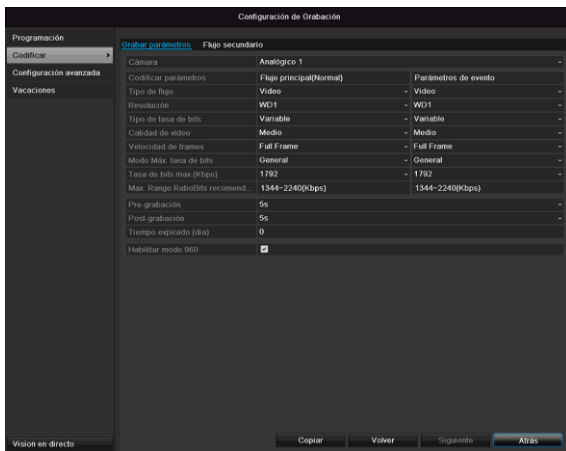 Configuración de Grabación
Programación
Codificar
Configuración avanzada
Vacaciones
Grabar parámetros Flujo secundario
Cámara Analógico 1
Codificar parámetros Flujo principal(Normal) Parámetros de evento
Tipo de flujo Video Video
Resolución WD1 WD1
Tipo de tasa de bits Variable Variable
Calidad de video Medio Medio
Velocidad de frames Full Frame Full Frame
Modo Máx. tasa de bits General General
Tasa de bits max.(Kbps) 1792 1792
Max. Rango RatioBits recomend... 1344~2240(Kbps) 1344~2240(Kbps)
Pre-grabación 5s
Post-grabación 5s
Tiempo expirado (dia) 0
Habilitar modo 960
Vision en directo
Copiar Volver Siguiente Atrás